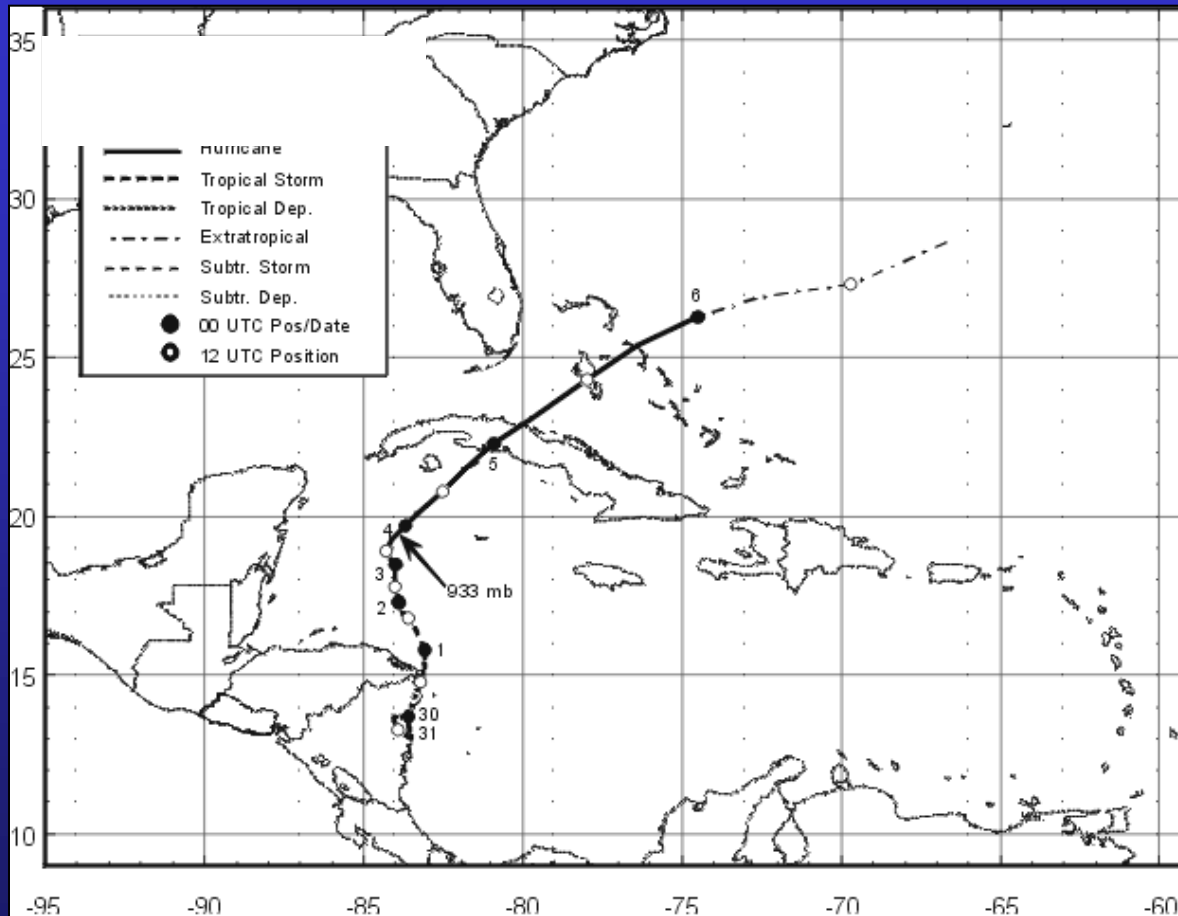 35
Hurricane
Tropical Storm
Tropical Dep.
Extratropical
Subtr. Storm
Subtr. Dep.
00 UTC Pos/Date
12 UTC Position
30
25
20
15
10
6
5
4
3
2
933 mb
1
30
31
-95
-90
-85
-80
-75
-70
-65
-60